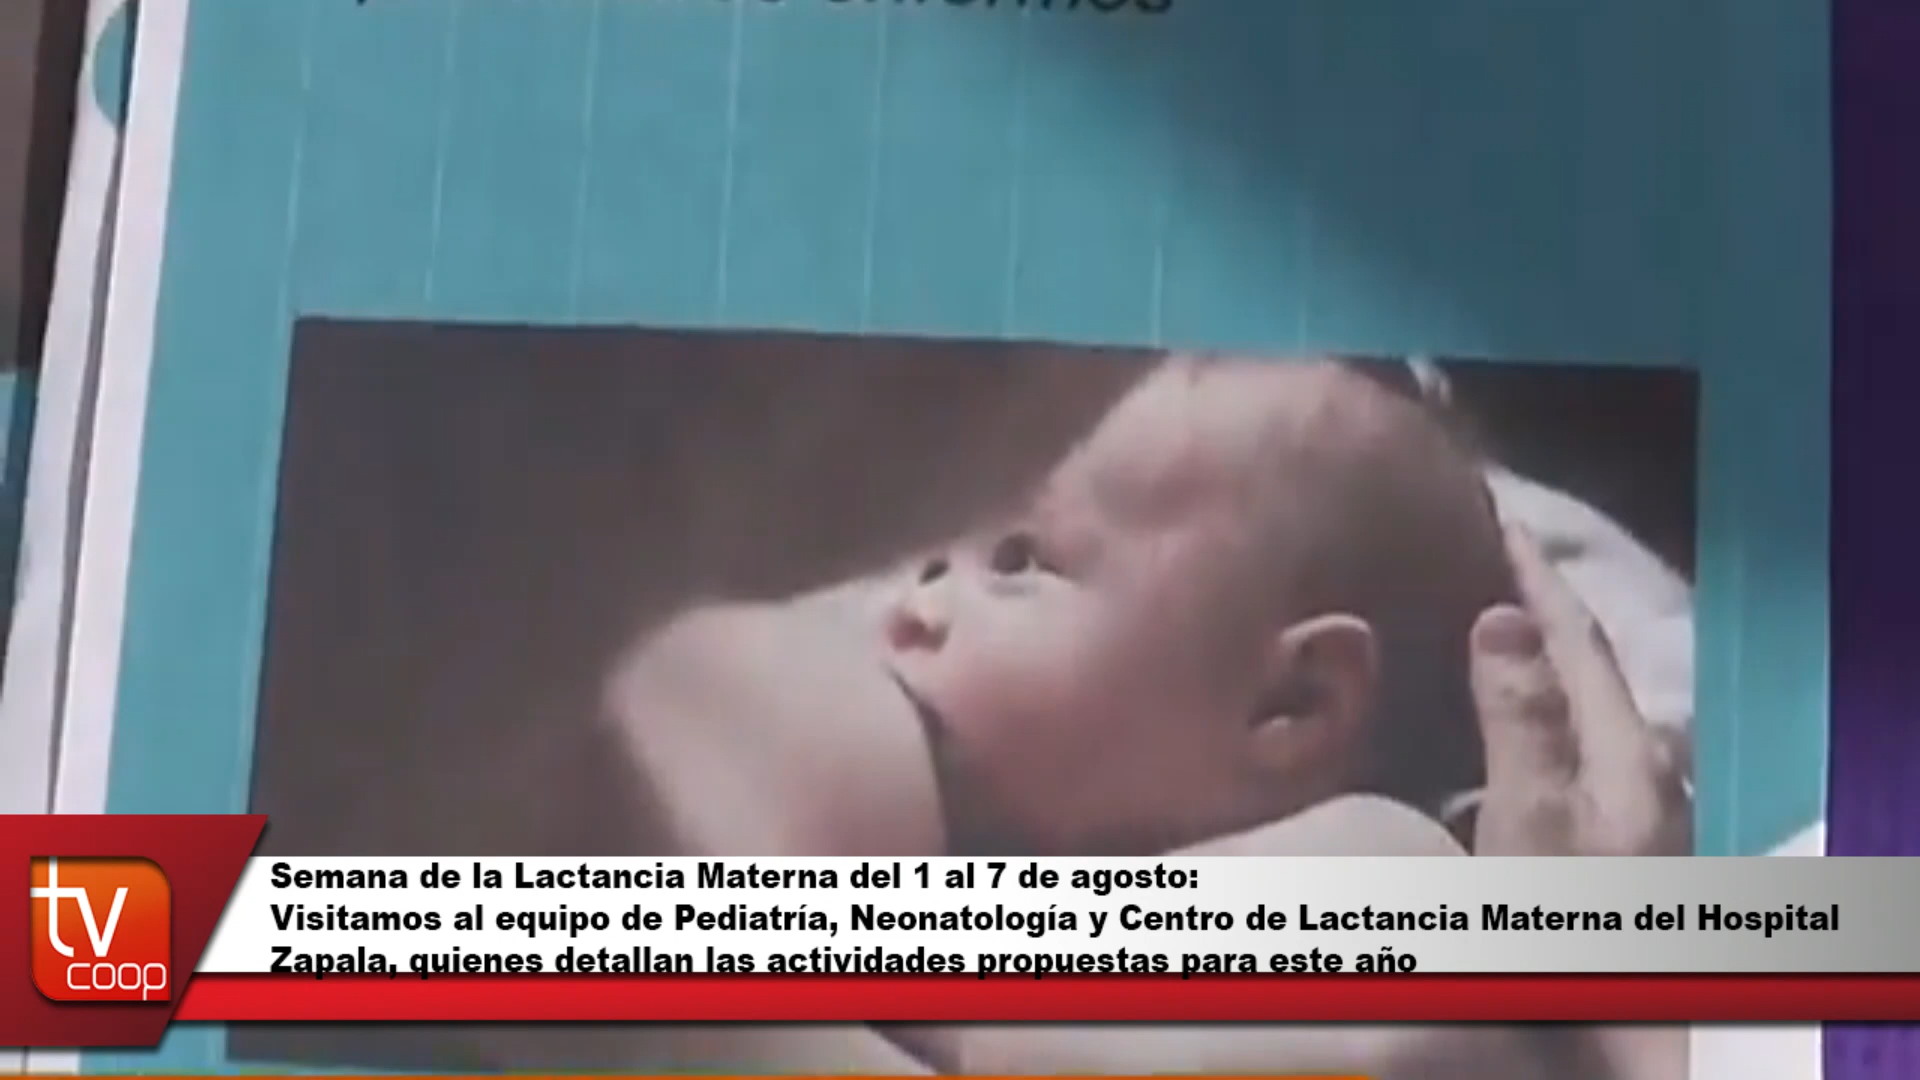 Semana de la Lactancia Materna del 1 al 7 de agosto:
Visitamos al equipo de Pediatría, Neonatología y Centro de Lactancia Materna del Hospital
Zapala, quienes detallan las actividades propuestas para este año
tv
coop